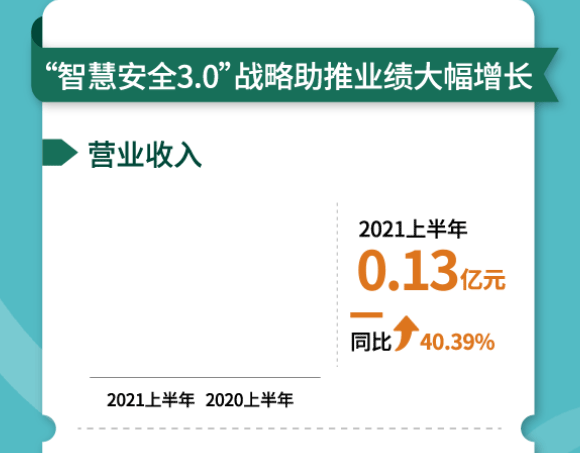 “智慧安全3.0”战略助推业绩大幅增长
营业收入
2021上半年
0.13亿元
同比 40.39%
2021上半年 2020上半年